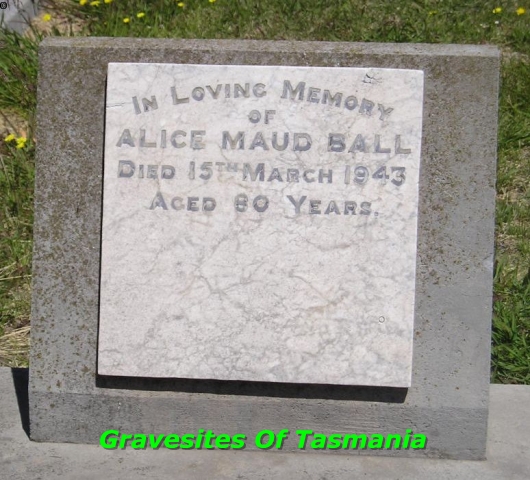 In Loving Memory
of
Alice Maud Ball
Died 15th March 1943
Aged 80 Years.
Gravesites Of Tasmania